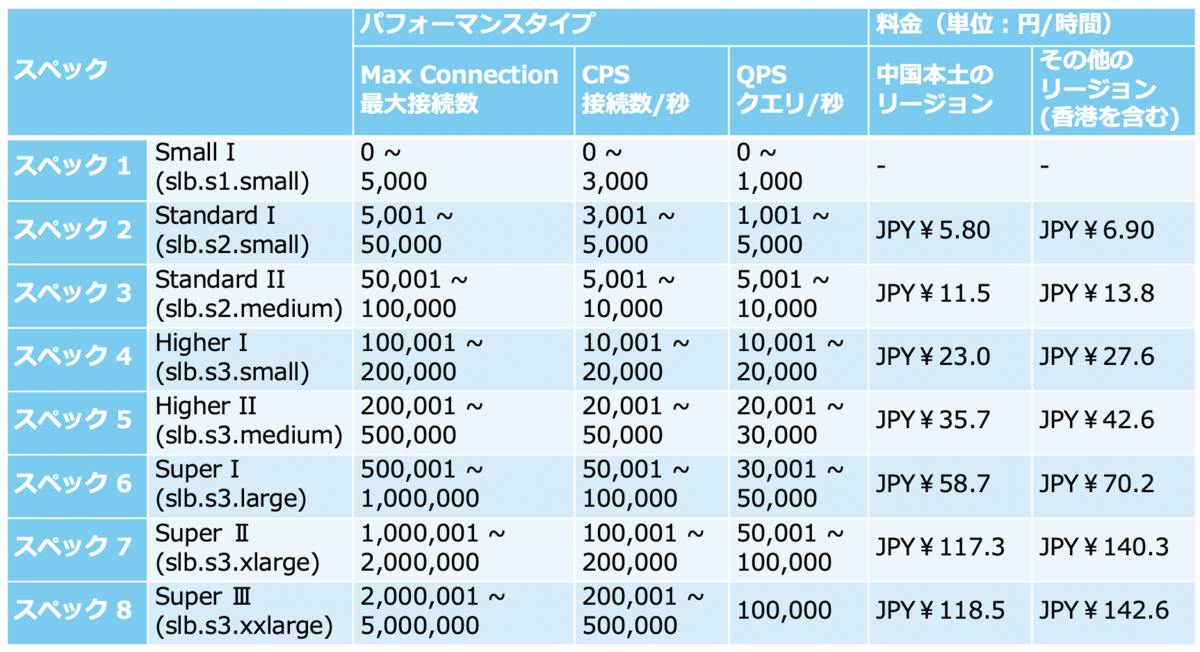 スペック
パフォーマンスタイプ
料金（単位：円/時間）
Max Connection
最大接続数
CPS
接続数/秒
QPS
クエリ/秒
中国本土の
リージョン
その他の
リージョン
(香港を含む)
スペック 1
Small I
(slb.s1.small)
0 ~
5,000
0 ~
3,000
0 ~
1,000
-
-
スペック 2
Standard I
(slb.s2.small)
5,001 ~
50,000
3,001 ~
5,000
1,001 ~
5,000
JPY￥5.80
JPY￥6.90
スペック 3
Standard II
(slb.s2.medium)
50,001 ~
100,000
5,001 ~
10,000
5,001 ~
10,000
JPY￥11.5
JPY￥13.8
スペック 4
Higher I
(slb.s3.small)
100,001 ~
200,000
10,001 ~
20,000
10,001 ~
20,000
JPY￥23.0
JPY￥27.6
スペック 5
Higher II
(slb.s3.medium)
200,001 ~
500,000
20,001 ~
50,000
20,001 ~
30,000
JPY￥35.7
JPY￥42.6
スペック 6
Super I
(slb.s3.large)
500,001 ~
1,000,000
50,001 ~
100,000
30,001 ~
50,000
JPY￥58.7
JPY￥70.2
スペック 7
Super Ⅱ
(slb.s3.xlarge)
1,000,001 ~
2,000,000
100,001 ~
200,000
50,001 ~
100,000
JPY￥117.3
JPY￥140.3
スペック 8
Super Ⅲ
(slb.s3.xxlarge)
2,000,001 ~
5,000,000
200,001 ~
500,000
100,000
JPY￥118.5
JPY￥142.6